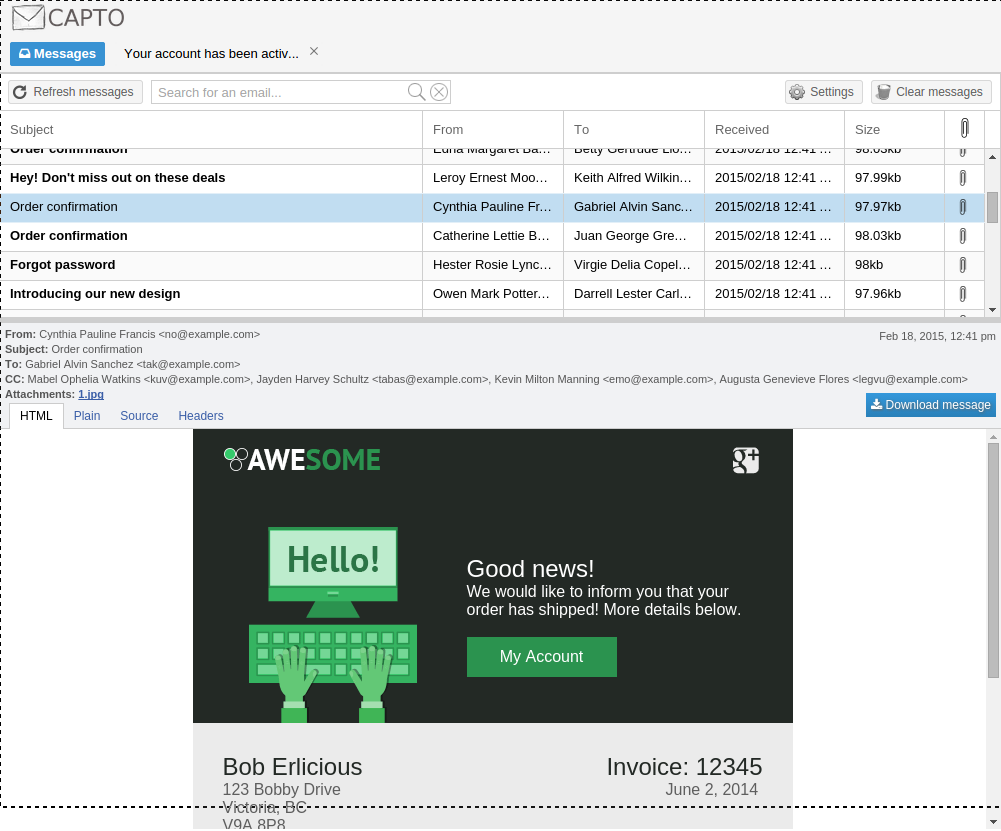 CAPTO
Messages Your account has been activ...
Refresh messages Search for an email... Settings Clear messages
Subject From To Received Size
Order confirmation Edna Margaret Ba... Betty Gertrude Flo... 2015/02/18 12:41 ... 98.03kb
Hey! Don't miss out on these deals Leroy Ernest Moo... Keith Alfred Wilkin... 2015/02/18 12:41 ... 97.99kb
Order confirmation Cynthia Pauline Fr... Gabriel Alvin Sanc... 2015/02/18 12:41 ... 97.97kb
Order confirmation Catherine Lettie B... Juan George Gre... 2015/02/18 12:41 ... 98.03kb
Forgot password Hester Rosie Lync... Virgie Delia Copel... 2015/02/18 12:41 ... 98kb
Introducing our new design Owen Mark Potter... Darrell Lester Carl... 2015/02/18 12:41 ... 97.96kb
From: Cynthia Pauline Francis <no@example.com> Feb 18, 2015, 12:41 pm
Subject: Order confirmation
To: Gabriel Alvin Sanchez <tak@example.com>
CC: Mabel Ophelia Watkins <kuv@example.com>, Jayden Harvey Schultz <tabas@example.com>, Kevin Milton Manning <emo@example.com>, Augusta Genevieve Flores <legvu@example.com>
Attachments: 1.jpg
Download message
HTML Plain Source Headers
AWESOME g+
Hello!
Good news!
We would like to inform you that your
order has shipped! More details below.
My Account
Bob Erlicious Invoice: 12345
123 Bobby Drive June 2, 2014
Victoria, BC
V9A 8P8